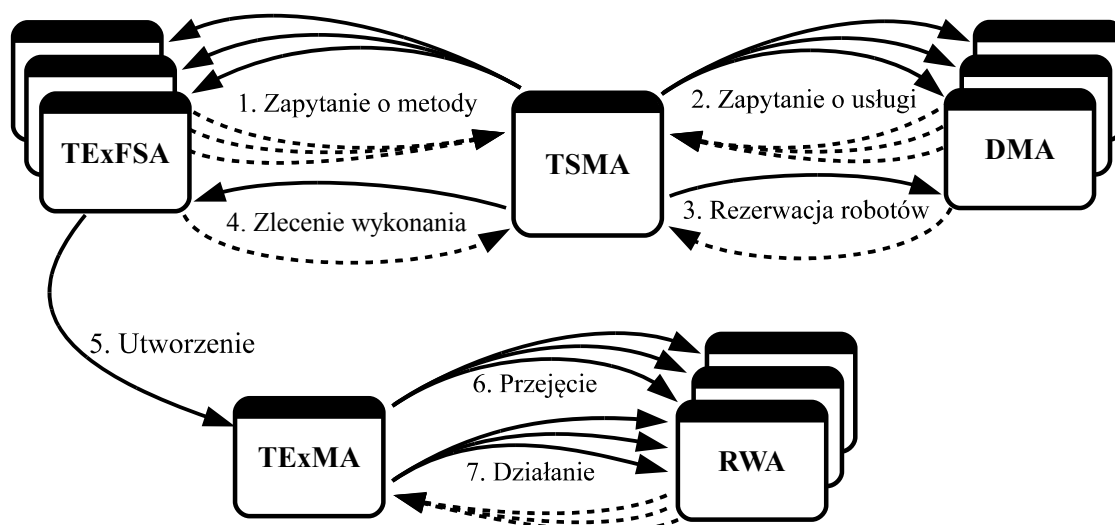 1. Zapytanie o metody
2. Zapytanie o usługi
TExFSA
TSMA
DMA
4. Zlecenie wykonania
3. Rezerwacja robotów
5. Utworzenie
6. Przejęcie
TExMA
7. Działanie
RWA